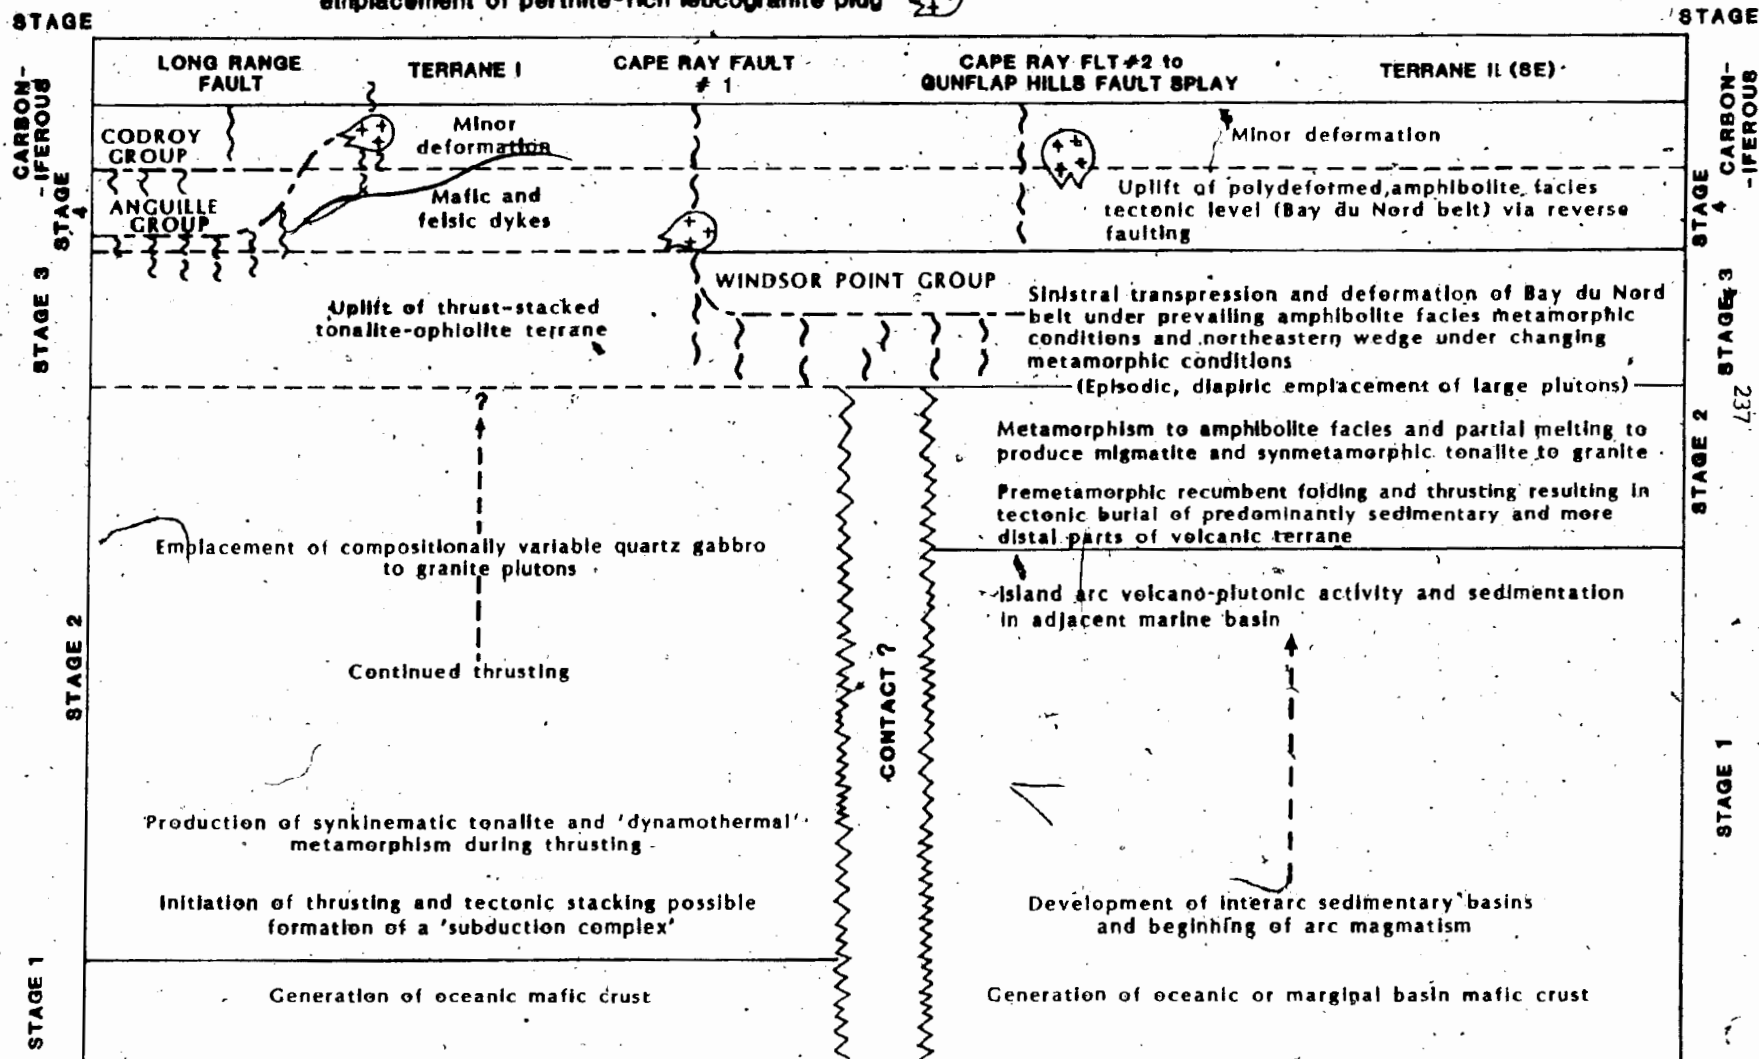 emplacement of perthite-rich leucogranite plug
STAGE
STAGE
LONG RANGE
FAULT
TERRANE I
CAPE RAY FAULT
# 1
CAPE RAY FLT #2 to
GUNFLAP HILLS FAULT SPLAY
TERRANE II (SE)
CARBON-
-IFEROUS
CODROY
GROUP
Minor
deformation
Minor deformation
CARBON-
-IFEROUS
STAGE
4
ANGUILLE
GROUP
Mafic and
felsic dykes
Uplift of polydeformed, amphibolite facies
tectonic level (Bay du Nord belt) via reverse
faulting
STAGE
4
STAGE 3
Uplift of thrust-stacked
tonalite-ophiolite terrane
WINDSOR POINT GROUP
Sinistral transpression and deformation of Bay du Nord
belt under prevailing amphibolite facies metamorphic
conditions and northeastern wedge under changing
metamorphic conditions
(Episodic, diapiric emplacement of large plutons)
STAGE 3
237
?
Metamorphism to amphibolite facies and partial melting to
produce migmatite and synmetamorphic tonalite to granite
Premetamorphic recumbent folding and thrusting resulting in
tectonic burial of predominantly sedimentary and more
distal parts of volcanic terrane
STAGE 2
Emplacement of compositionally variable quartz gabbro
to granite plutons
Island arc volcano-plutonic activity and sedimentation
in adjacent marine basin
STAGE 2
Continued thrusting
CONTACT ?
STAGE 1
Production of synkinematic tonalite and 'dynamothermal'
metamorphism during thrusting
Initiation of thrusting and tectonic stacking possible
formation of a 'subduction complex'
Development of interarc sedimentary basins
and beginning of arc magmatism
STAGE 1
Generation of oceanic mafic crust
Generation of oceanic or marginal basin mafic crust